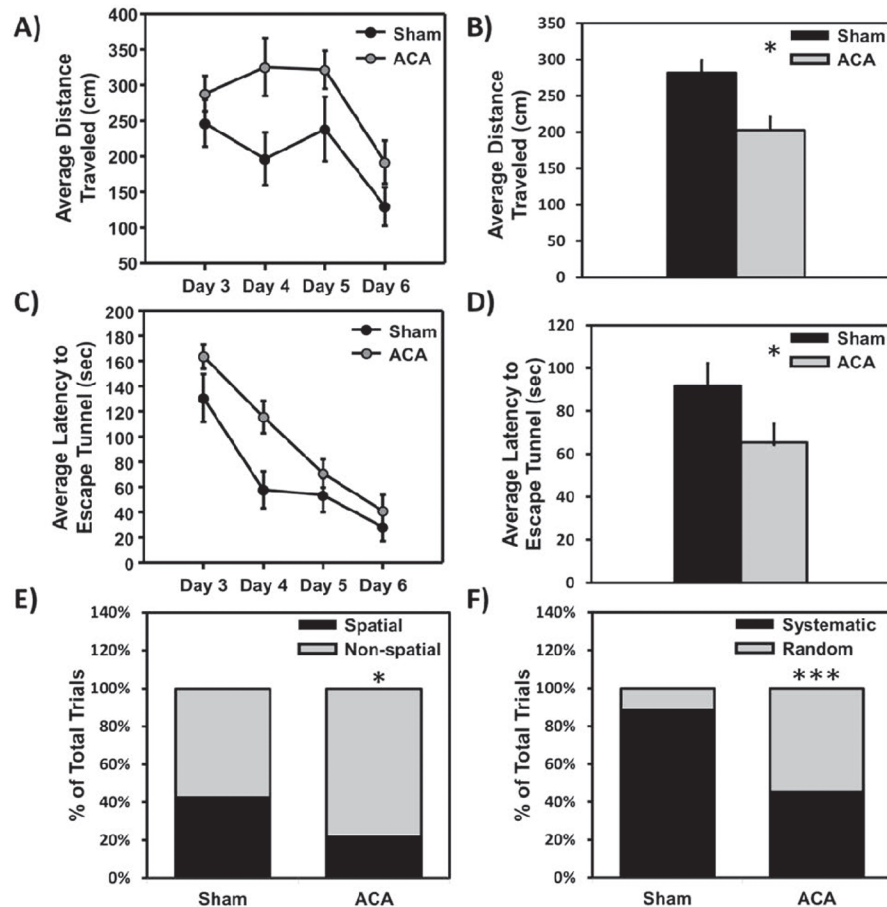 A)
Average Distance
Traveled (cm)
400
350
300
250
200
150
100
50
Sham
ACA
Day 3 Day 4 Day 5 Day 6
B)
Average Distance
Traveled (cm)
350
300
250
200
150
100
50
0
Sham
ACA
*
C)
Average Latency to
Escape Tunnel (sec)
200
180
160
140
120
100
80
60
40
20
0
Sham
ACA
Day 3 Day 4 Day 5 Day 6
D)
Average Latency to
Escape Tunnel (sec)
120
100
80
60
40
20
0
Sham
ACA
*
E)
% of Total Trials
140%
120%
100%
80%
60%
40%
20%
0%
Spatial
Non-spatial
*
Sham ACA
F)
% of Total Trials
140%
120%
100%
80%
60%
40%
20%
0%
Systematic
Random
***
Sham ACA